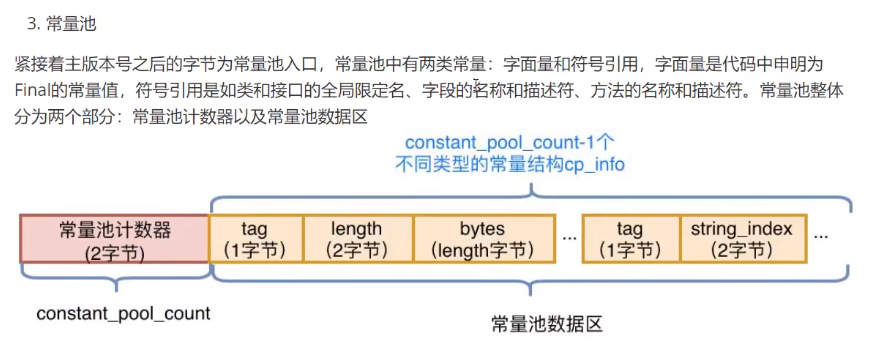 3. 常量池
紧接着主版本号之后的字节为常量池入口，常量池中有两类常量：字面量和符号引用，字面量是代码中申明为
Final的常量值，符号引用是如类和接口的全局限定名、字段的名称和描述符、方法的名称和描述符。常量池整体
分为两个部分：常量池计数器以及常量池数据区
constant_pool_count-1个
不同类型的常量结构cp_info
常量池计数器
(2字节)
tag
(1字节)
length
(2字节)
bytes
(length字节)
...
tag
(1字节)
string_index
(2字节)
...
constant_pool_count
常量池数据区